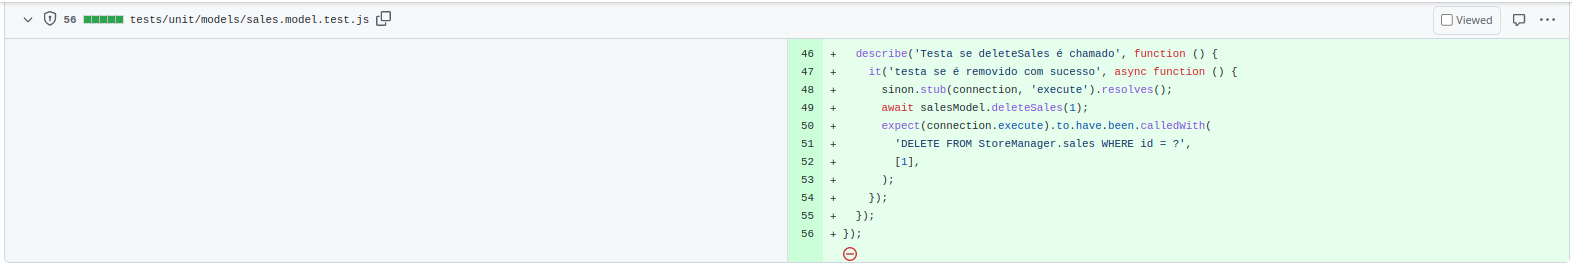 56 tests/unit/models/sales.model.test.js Viewed
46 + describe('Testa se deleteSales é chamado', function () {
47 + it('testa se é removido com sucesso', async function () {
48 + sinon.stub(connection, 'execute').resolves();
49 + await salesModel.deleteSales(1);
50 + expect(connection.execute).to.have.been.calledWith(
51 + 'DELETE FROM StoreManager.sales WHERE id = ?',
52 + [1],
53 + );
54 + });
55 + });
56 + });